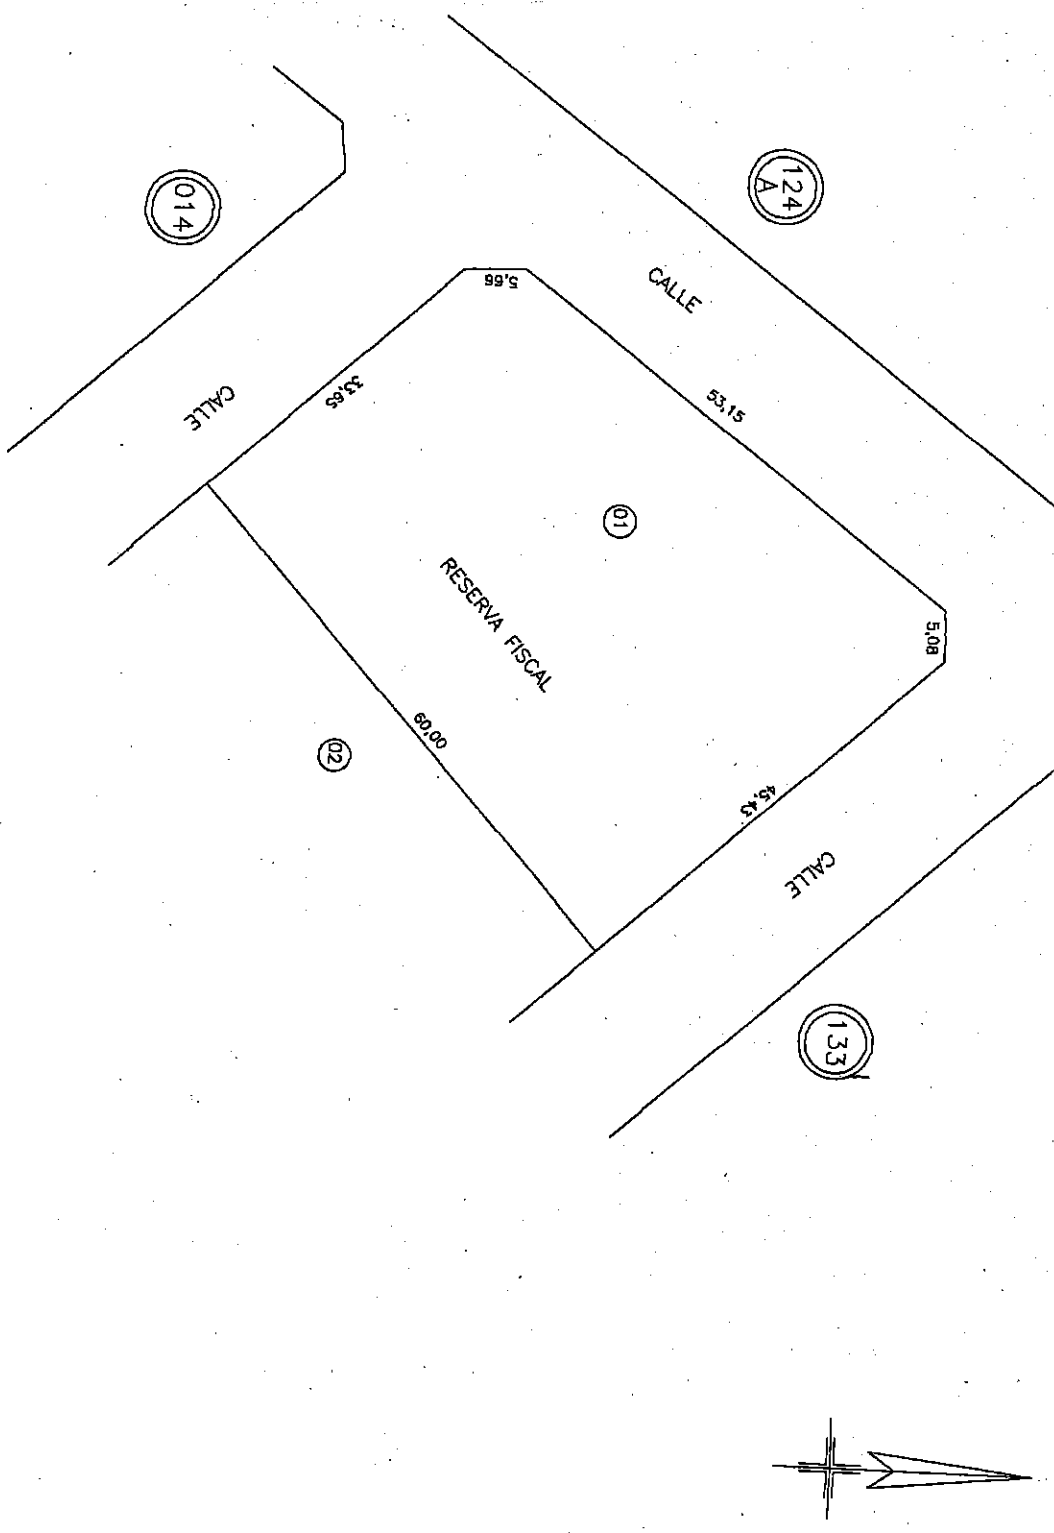 124
A
014
CALLE
5,66
CALLE
33,65
53,15
01
RESERVA FISCAL
5,08
60,00
02
45,43
CALLE
133